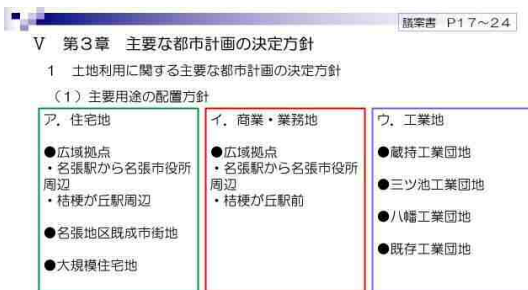 議案書 P17～24
Ⅴ 第3章 主要な都市計画の決定方針
1 土地利用に関する主要な都市計画の決定方針
（1）主要用途の配置方針
ア．住宅地
●広域拠点
・名張駅から名張市役所
周辺
・桔梗が丘駅周辺
●名張地区既成市街地
●大規模住宅地
イ．商業・業務地
●広域拠点
・名張駅から名張市役所
周辺
・桔梗が丘駅前
ウ．工業地
●蔵持工業団地
●三ツ池工業団地
●八幡工業団地
●既存工業団地